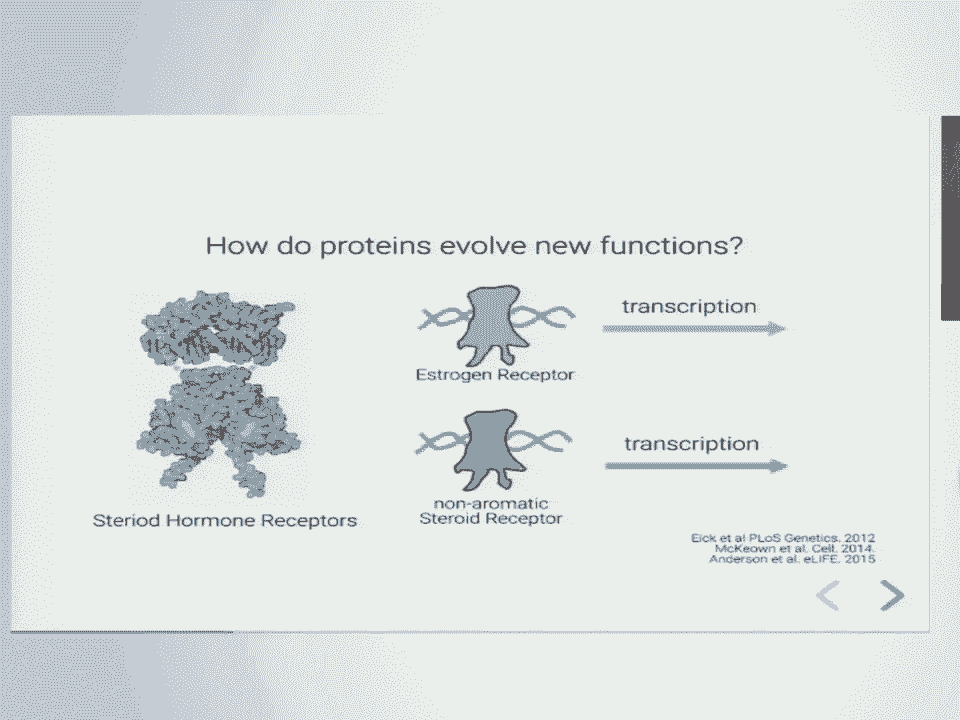 How do proteins evolve new functions?
transcription
Estrogen Receptor
transcription
non-aromatic
Steroid Receptor
Steriod Hormone Receptors
Eick et al PLoS Genetics. 2012
McKeown et al. Cell. 2014.
Anderson et al. eLIFE. 2015